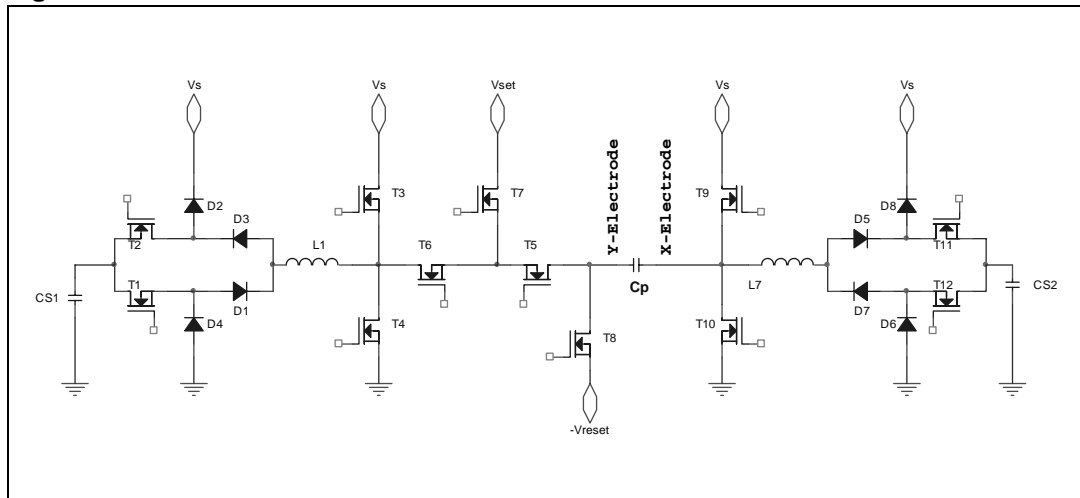 Vs
Vs
Vset
Vs
Vs
Y-Electrode
X-Electrode
T3
T7
T9
D2
D3
D5
D8
T2
T11
L1
T6
T5
T1
Cp
L7
T12
CS1
D1
D7
CS2
D4
T4
T8
T10
D6
-Vreset